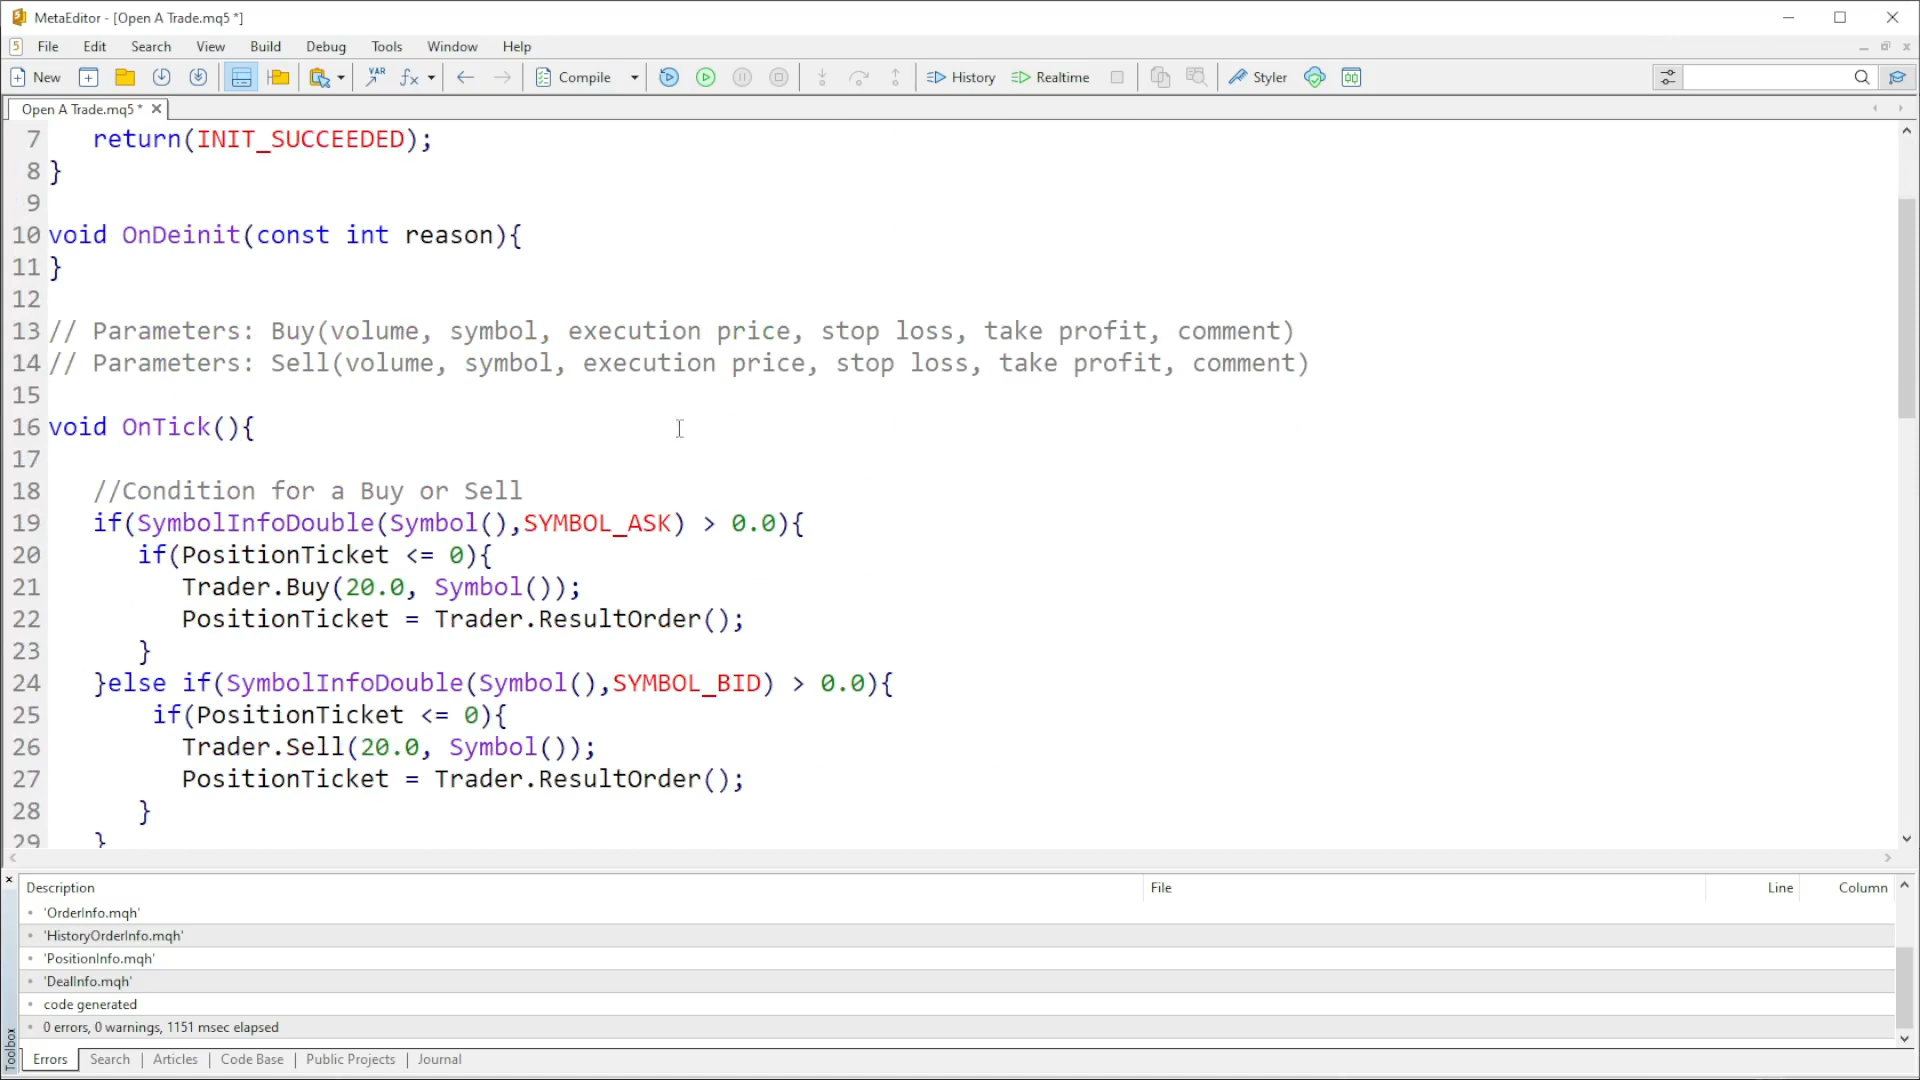 MetaEditor - [Open A Trade.mq5 *]
5 File Edit Search View Build Debug Tools Window Help
New VAR fx Compile History Realtime Styler
Open A Trade.mq5 *
7 return(INIT_SUCCEEDED);
8 }
9
10 void OnDeinit(const int reason){
11 }
12
13 // Parameters: Buy(volume, symbol, execution price, stop loss, take profit, comment)
14 // Parameters: Sell(volume, symbol, execution price, stop loss, take profit, comment)
15
16 void OnTick(){
17
18 //Condition for a Buy or Sell
19 if(SymbolInfoDouble(Symbol(),SYMBOL_ASK) > 0.0){
20 if(PositionTicket <= 0){
21 Trader.Buy(20.0, Symbol());
22 PositionTicket = Trader.ResultOrder();
23 }
24 }else if(SymbolInfoDouble(Symbol(),SYMBOL_BID) > 0.0){
25 if(PositionTicket <= 0){
26 Trader.Sell(20.0, Symbol());
27 PositionTicket = Trader.ResultOrder();
28 }
29 }
Description File Line Column
'OrderInfo.mqh'
'HistoryOrderInfo.mqh'
'PositionInfo.mqh'
'DealInfo.mqh'
code generated
0 errors, 0 warnings, 1151 msec elapsed
Toolbox
Errors Search Articles Code Base Public Projects Journal